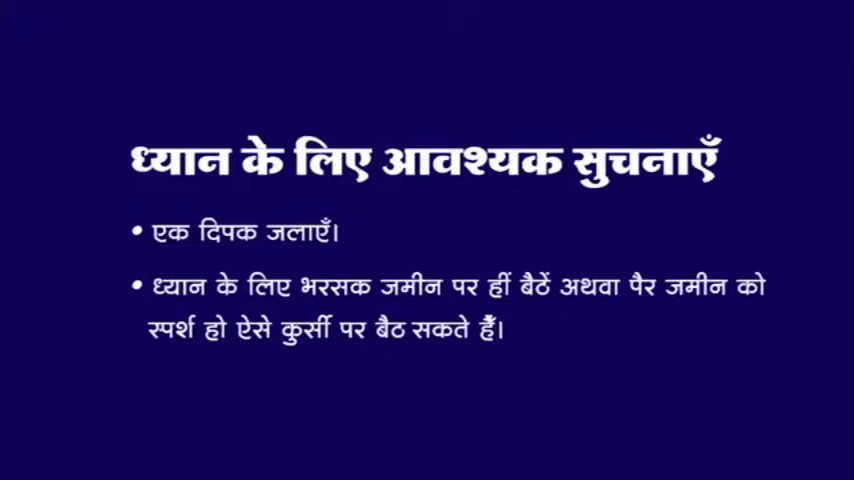 ध्यान के लिए आवश्यक सुचनाएँ
• एक दिपक जलाएँ।
• ध्यान के लिए भरसक जमीन पर हीं बैठें अथवा पैर जमीन को
स्पर्श हो ऐसे कुर्सी पर बैठ सकते हैं।